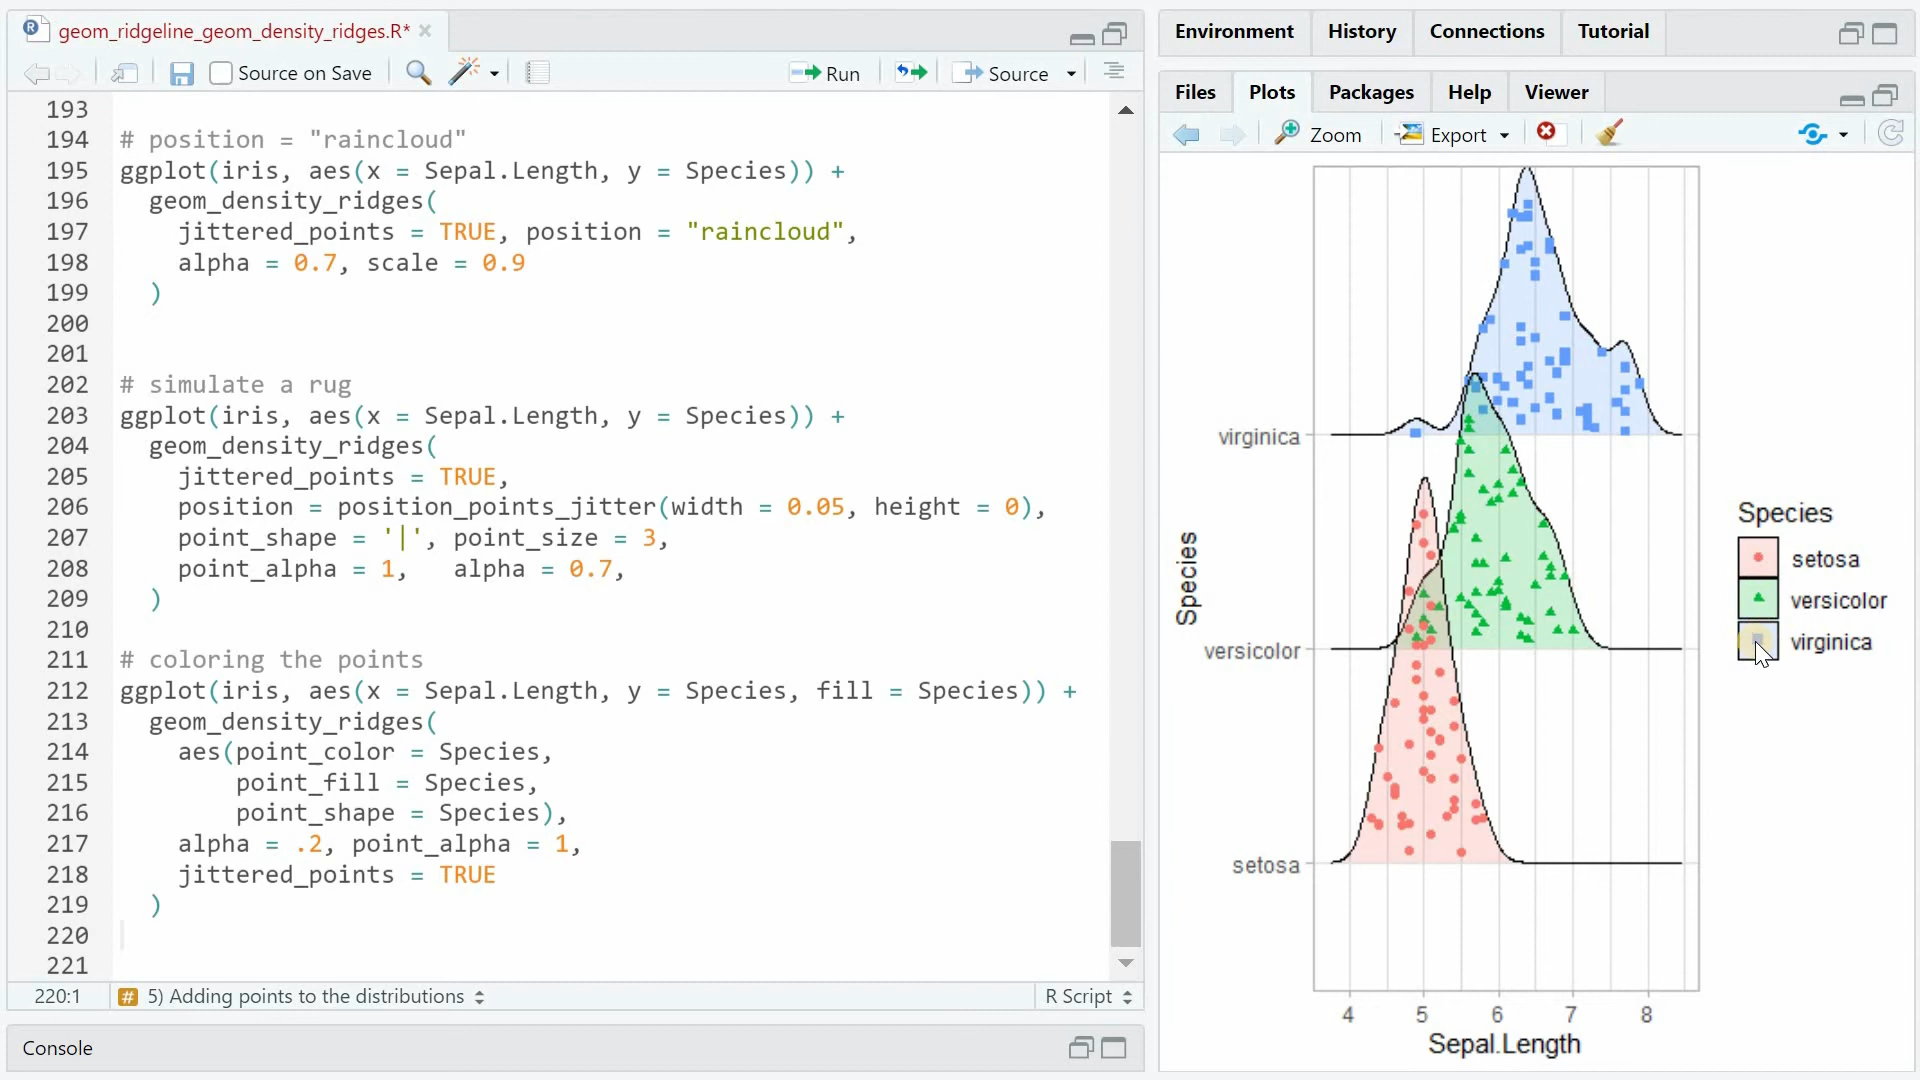 geom_ridgeline_geom_density_ridges.R*
Source on Save
Run
Source
193
194 # position = "raincloud"
195 ggplot(iris, aes(x = Sepal.Length, y = Species)) +
196 geom_density_ridges(
197 jittered_points = TRUE, position = "raincloud",
198 alpha = 0.7, scale = 0.9
199 )
200
201
202 # simulate a rug
203 ggplot(iris, aes(x = Sepal.Length, y = Species)) +
204 geom_density_ridges(
205 jittered_points = TRUE,
206 position = position_points_jitter(width = 0.05, height = 0),
207 point_shape = '|', point_size = 3,
208 point_alpha = 1, alpha = 0.7,
209 )
210
211 # coloring the points
212 ggplot(iris, aes(x = Sepal.Length, y = Species, fill = Species)) +
213 geom_density_ridges(
214 aes(point_color = Species,
215 point_fill = Species,
216 point_shape = Species),
217 alpha = .2, point_alpha = 1,
218 jittered_points = TRUE
219 )
220
221
220:1
# 5) Adding points to the distributions
R Script
Console
Environment
History
Connections
Tutorial
Files
Plots
Packages
Help
Viewer
Zoom
Export
virginica
versicolor
setosa
Species
4 5 6 7 8
Sepal.Length
Species
setosa
versicolor
virginica